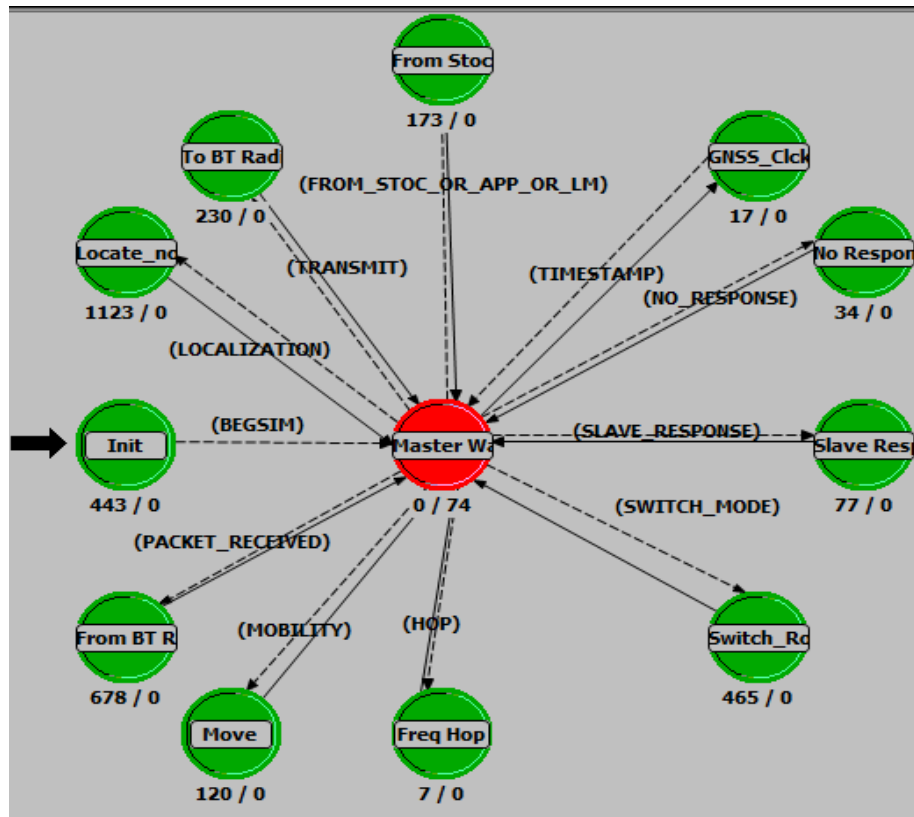 From Stoc
173 / 0
To BT Radi
230 / 0
(FROM_STOC_OR_APP_OR_LM)
GNSS_Clck
17 / 0
Locate_no
1123 / 0
(TRANSMIT)
(TIMESTAMP)
(NO_RESPONSE)
No Respon
34 / 0
(LOCALIZATION)
Init
443 / 0
(BEGSIM)
Master Wa
0 / 74
(SLAVE_RESPONSE)
Slave Resp
77 / 0
(SWITCH_MODE)
(PACKET_RECEIVED)
From BT R
678 / 0
(MOBILITY)
(HOP)
Switch_Ro
465 / 0
Move
120 / 0
Freq Hop
7 / 0